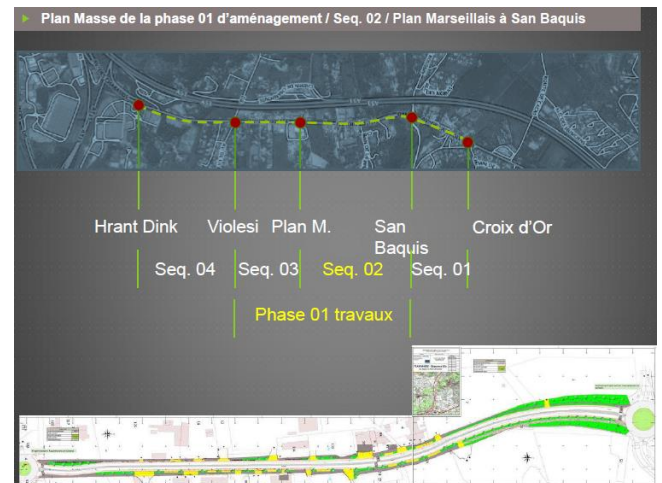 Plan Masse de la phase 01 d’aménagement / Seq. 02 / Plan Marseillais à San Baquis
Hrant Dink Violesi Plan M. San Baquis Croix d’Or
Seq. 04 Seq. 03 Seq. 02 Seq. 01
Phase 01 travaux